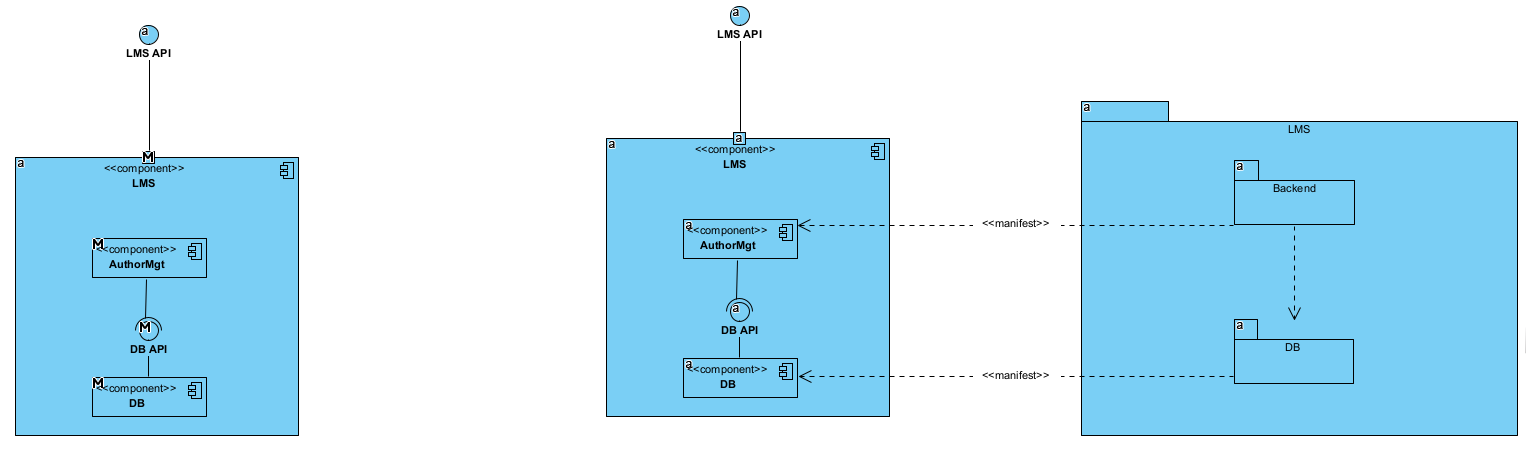 a
LMS API
M
a
<<component>>
LMS
M
<<component>>
AuthorMgt
M
DB API
M
<<component>>
DB
a
LMS API
a
a
<<component>>
LMS
a
<<component>>
AuthorMgt
a
DB API
a
<<component>>
DB
<<manifest>>
<<manifest>>
a
LMS
a
Backend
a
DB